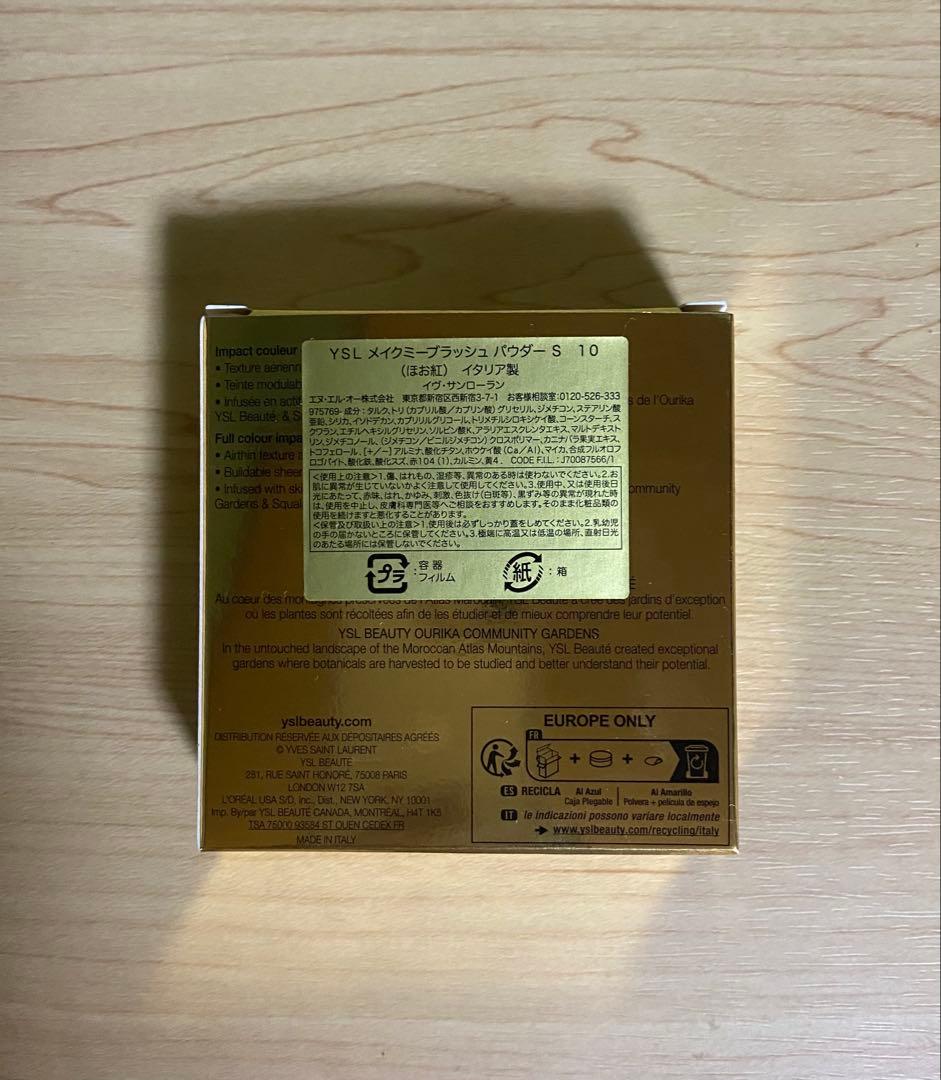 Impact couleur
• Texture aérienn
• Teinte modulab
• Infusée en acti
s de l'Ourika
YSL Beauté, & S
Full colour impa
• Airthin texture a
• Buildable sheer
• Infused with ski
ommunity
Gardens & Squal
YSL メイクミーブラッシュ パウダー S 10
(ほお紅) イタリア製
イヴ・サンローラン
エヌ・エル・オー株式会社 東京都新宿区西新宿3-7-1 お客様相談室:0120-526-333
975769- 成分:タルク、トリ(カプリル酸/カプリン酸)グリセリル、ジメチコン、ステアリン酸
亜鉛、シリカ、イソドデカン、カプリリルグリコール、トリメチルシロキシケイ酸、コーンスターチ、ス
クワラン、エチルヘキシルグリセリン、ソルビン酸K、アラリアエスクレンタエキス、マルトデキスト
リン、ジメチコノール、(ジメチコン/ビニルジメチコン)クロスポリマー、カニナバラ果実エキス、
トコフェロール、[+/-]アルミナ、酸化チタン、ホウケイ酸(Ca/Al)、マイカ、合成フルオロフ
ロゴパイト、酸化鉄、酸化スズ、赤104(1)、カルミン、黄4. CODE F.I.L.:J70087566/1
<使用上の注意>1.傷、はれもの、湿疹等、異常のある時は使わないでください。2.お
肌に異常が生じていないかよく注意して使用してください。3.使用中、又は使用後日
光にあたって、赤味、はれ、かゆみ、刺激、色抜け(白斑等)、黒ずみ等の異常が現れた時
は、使用を中止し、皮膚科専門医等へご相談をおすすめします。そのまま化粧品類の
使用を続けますと悪化することがあります。
<保管及び取扱い上の注意>1.使用後は必ずしっかり蓋をしめてください。2.乳幼児
の手の届かないところに保管してください。3.極端に高温又は低温の場所、直射日光
のあたる場所には保管しないでください。
プラ :容器
フィルム
紙 :箱
Au coeur des montagnes préservées de l'Atlas Marocain, YSL Beauté a créé des jardins d'exception
où les plantes sont récoltées afin de les étudier et de mieux comprendre leur potentiel.
YSL BEAUTY OURIKA COMMUNITY GARDENS
In the untouched landscape of the Moroccan Atlas Mountains, YSL Beauté created exceptional
gardens where botanicals are harvested to be studied and better understand their potential.
yslbeauty.com
DISTRIBUTION RÉSERVÉE AUX DÉPOSITAIRES AGRÉÉS
© YVES SAINT LAURENT
YSL BEAUTE
281, RUE SAINT HONORÉ, 75008 PARIS
LONDON W12 7SA
L'ORÉAL USA S/D, Inc., Dist., NEW YORK, NY 10001
Imp. By/par YSL BEAUTÉ CANADA, MONTRÉAL, H4T 1K5
TSA 75000 93584 ST OUEN CEDEX FR
MADE IN ITALY
EUROPE ONLY
FR
ES RECICLA Al Azul Al Amarillo
Caja Plegable Polvera + película de espejo
IT le indicazioni possono variare localmente
www.yslbeauty.com/recycling/italy